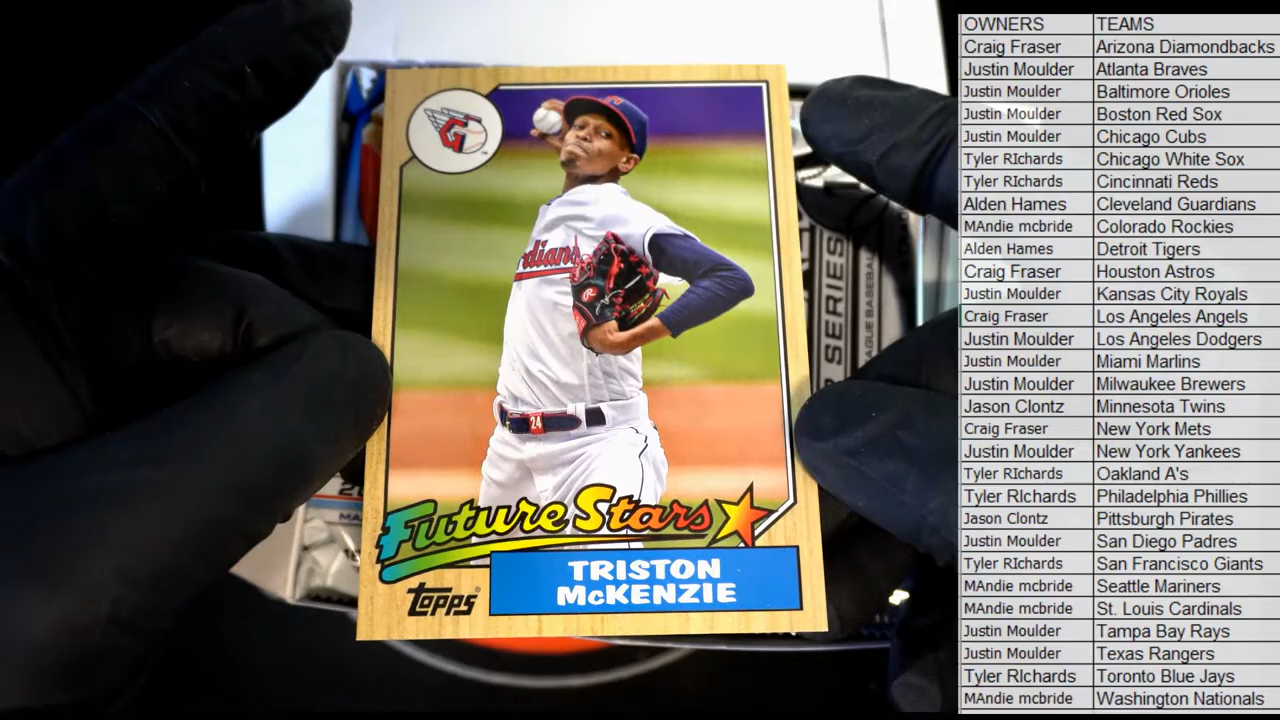 rdians
24
Future Stars
TRISTON
McKENZIE
Topps
SERIES
OWNERS TEAMS
Craig Fraser Arizona Diamondbacks
Justin Moulder Atlanta Braves
Justin Moulder Baltimore Orioles
Justin Moulder Boston Red Sox
Justin Moulder Chicago Cubs
Tyler RIchards Chicago White Sox
Tyler RIchards Cincinnati Reds
Alden Hames Cleveland Guardians
MAndie mcbride Colorado Rockies
Alden Hames Detroit Tigers
Craig Fraser Houston Astros
Justin Moulder Kansas City Royals
Craig Fraser Los Angeles Angels
Justin Moulder Los Angeles Dodgers
Justin Moulder Miami Marlins
Justin Moulder Milwaukee Brewers
Jason Clontz Minnesota Twins
Craig Fraser New York Mets
Justin Moulder New York Yankees
Tyler RIchards Oakland A's
Tyler RIchards Philadelphia Phillies
Jason Clontz Pittsburgh Pirates
Justin Moulder San Diego Padres
Tyler RIchards San Francisco Giants
MAndie mcbride Seattle Mariners
MAndie mcbride St. Louis Cardinals
Justin Moulder Tampa Bay Rays
Justin Moulder Texas Rangers
Tyler RIchards Toronto Blue Jays
MAndie mcbride Washington Nationals